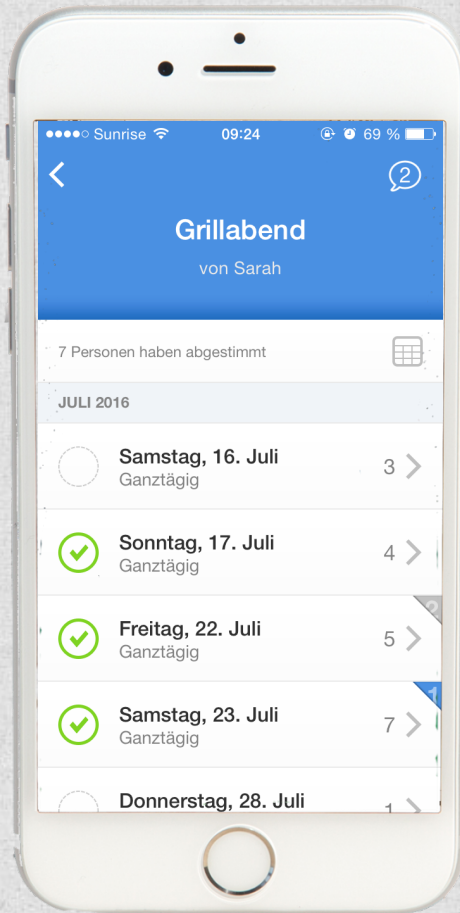 Sunrise 09:24 69 %
2
Grillabend
von Sarah
7 Personen haben abgestimmt
JULI 2016
Samstag, 16. Juli
Ganztägig
3
Sonntag, 17. Juli
Ganztägig
4
2.
Freitag, 22. Juli
Ganztägig
5
1.
Samstag, 23. Juli
Ganztägig
7
Donnerstag, 28. Juli
1